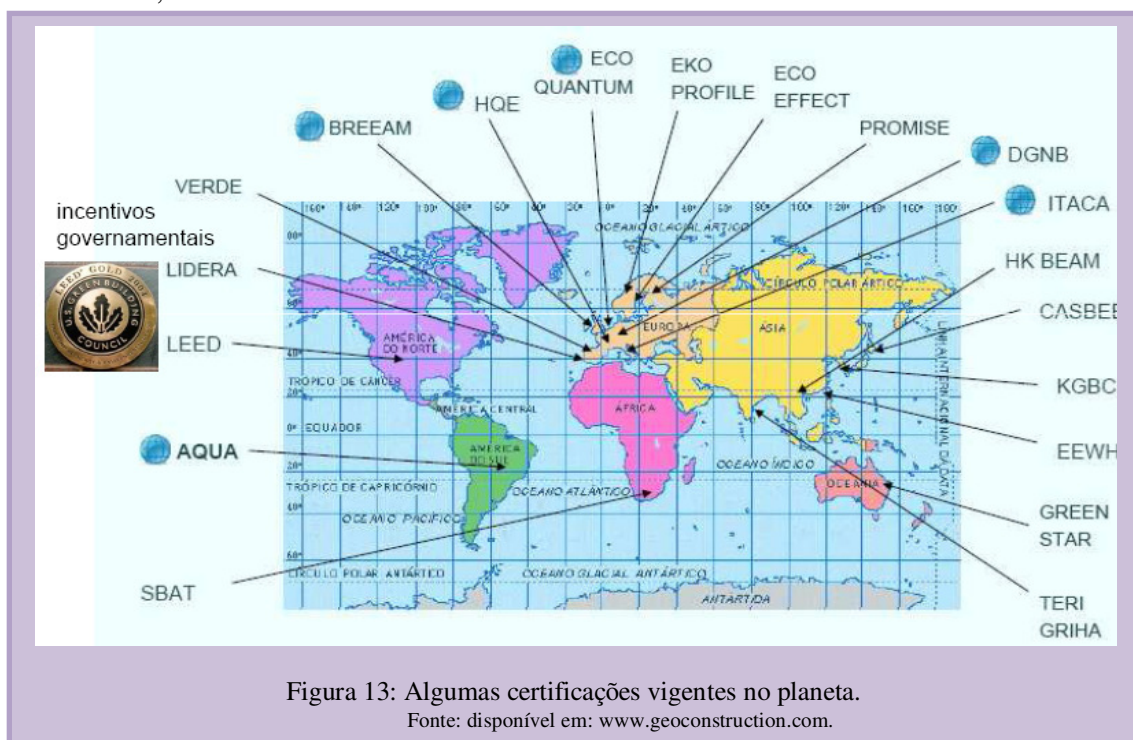 ECO
QUANTUM
EKO
PROFILE
ECO
EFFECT
HQE
BREEAM
PROMISE
DGNB
VERDE
ITACA
incentivos
governamentais
LIDERA
HK BEAM
CASBEE
LEED
KGBC
AQUA
EEWH
GREEN
STAR
SBAT
TERI
GRIHA
U.S. GREEN BUILDING
COUNCIL
OCEANO GLACIAL ÁRTICO
CÍRCULO POLAR ÁRTICO
EUROPA
ÁSIA
AMÉRICA
DO NORTE
LINHA INTERNACIONAL DA DATA
TRÓPICO DE CÂNCER
AMÉRICA CENTRAL
ÁFRICA
EQUADOR
AMÉRICA
DO SUL
OCEANO ÍNDICO
TRÓPICO DE CAPRICÓRNIO
OCEANO ATLÂNTICO
OCEANIA
OCEANO PACÍFICO
CÍRCULO POLAR ANTÁRTICO
OCEANO GLACIAL ANTÁRTICO
ANTÁRTIDA
Figura 13: Algumas certificações vigentes no planeta.
Fonte: disponível em: www.geoconstruction.com.